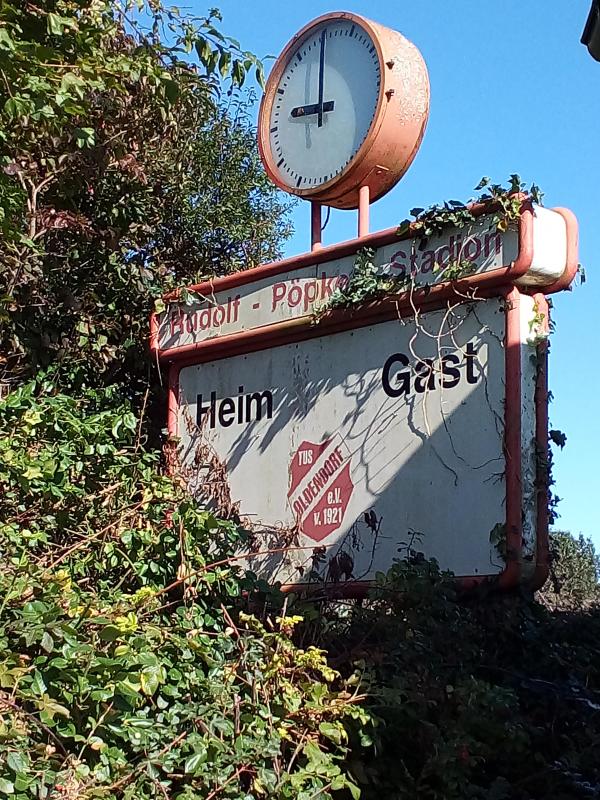 Rudolf - Pöpke Stadion
Heim Gast
TUS
OLDENDORF
e.V.
v. 1921